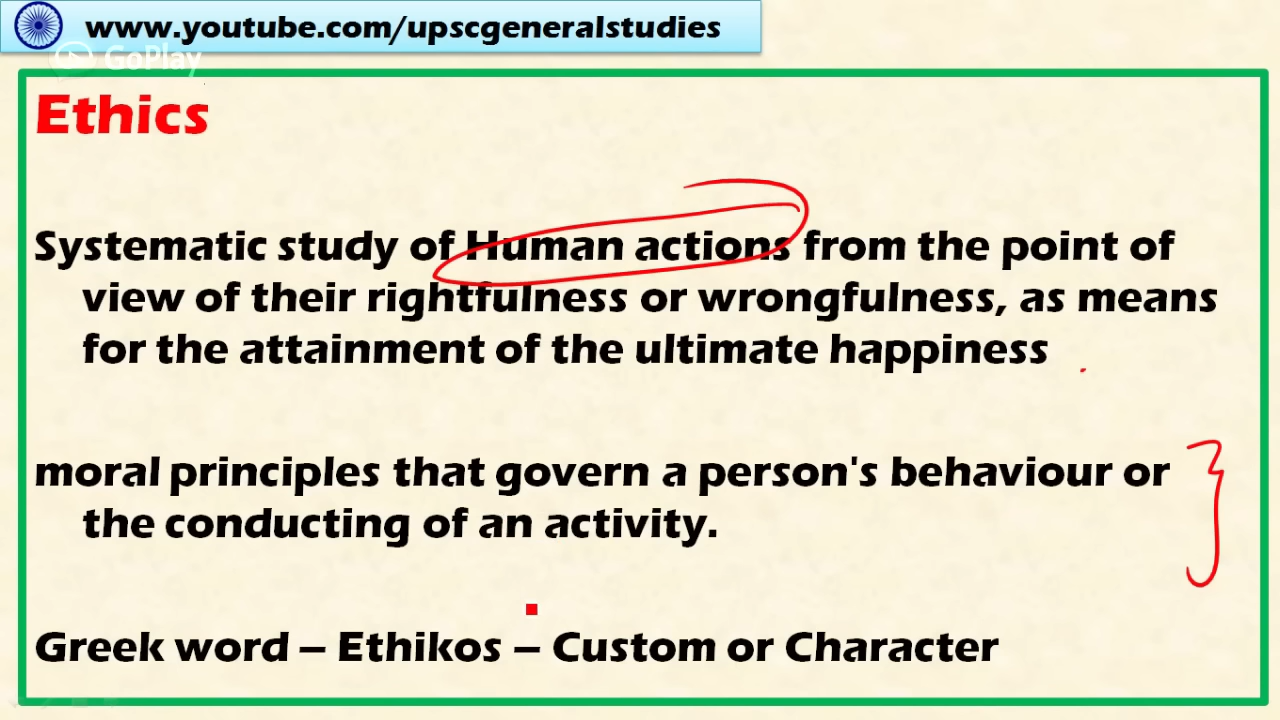 www.youtube.com/upscgeneralstudies
GoPlay
Ethics
Systematic study of Human actions from the point of
view of their rightfulness or wrongfulness, as means
for the attainment of the ultimate happiness
moral principles that govern a person's behaviour or
the conducting of an activity.
Greek word – Ethikos – Custom or Character